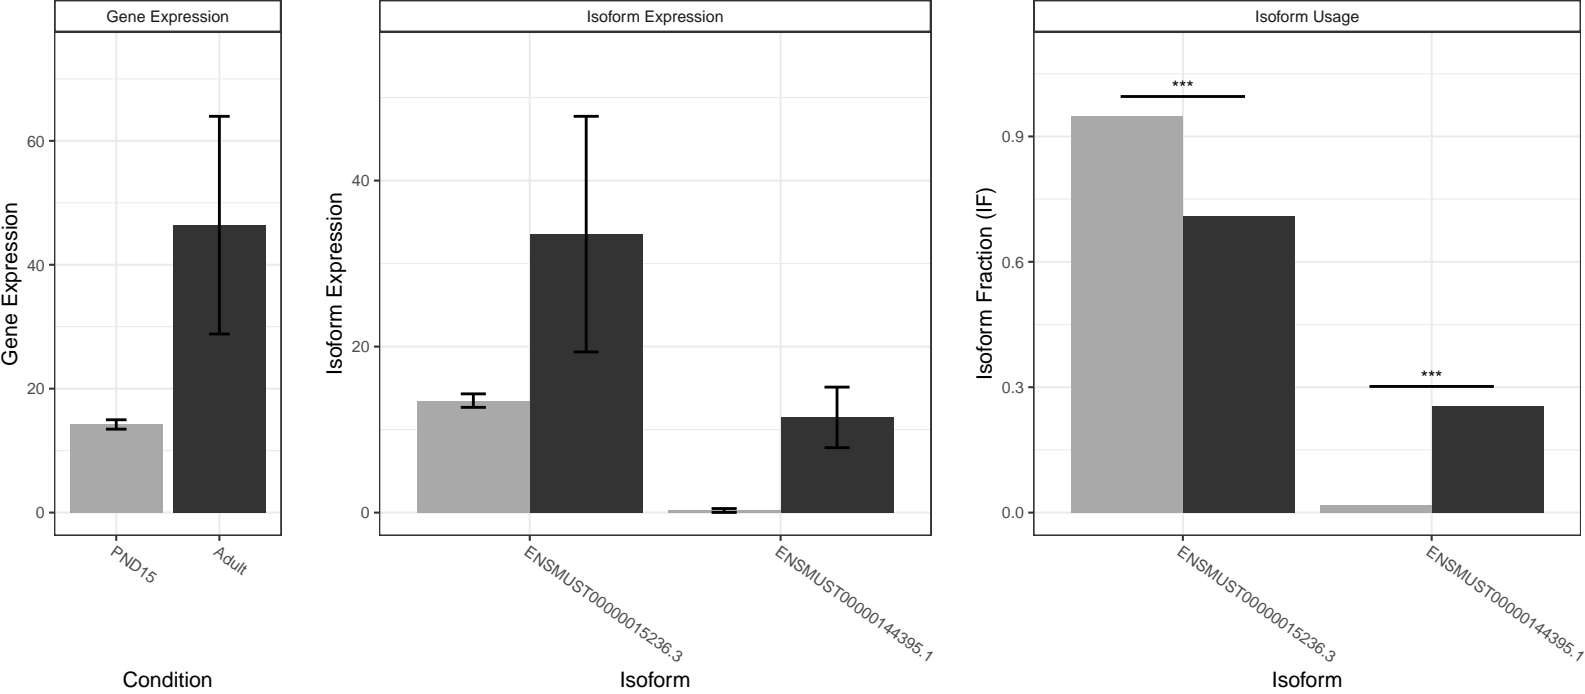 Gene Expression
Isoform Expression
Isoform Usage
Gene Expression
60
40
20
0
PND15
Adult
Condition
Isoform Expression
40
20
0
ENSMUST00000015236.3
ENSMUST00000144395.1
Isoform
Isoform Fraction (IF)
0.9
0.6
0.3
0.0
***
***
ENSMUST00000015236.3
ENSMUST00000144395.1
Isoform